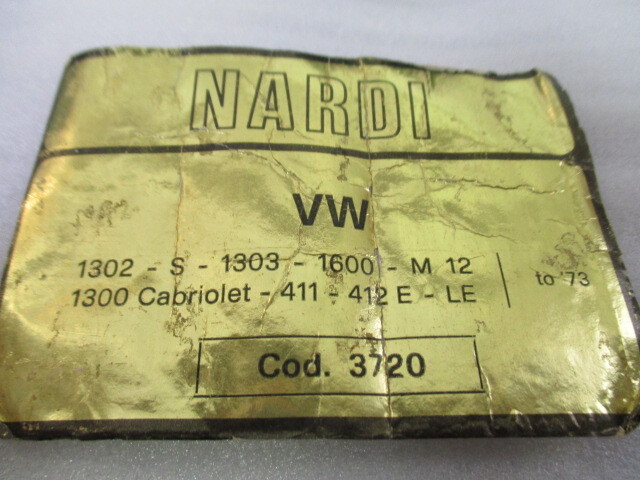 NARDI
VW
1302 - S - 1303 - 1600 - M 12
1300 Cabriolet - 411 - 412 E - LE
to '73
Cod. 3720